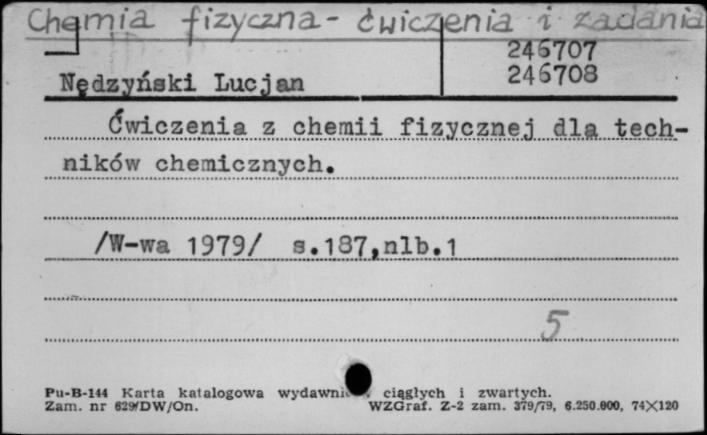 Chemia fizyczna - ćwiczenia i zadania
246707
Nędzyński Lucjan 246708
Ćwiczenia z chemii fizycznej dla tech-
ników chemicznych.
/W-wa 1979/ s.187,nlb.1
5
Pu-B-144 Karta katalogowa wydawni ciągłych i zwartych.
Zam. nr 629/DW/On. WZGraf. Z-2 zam. 379/79, 6.250.000, 74X120